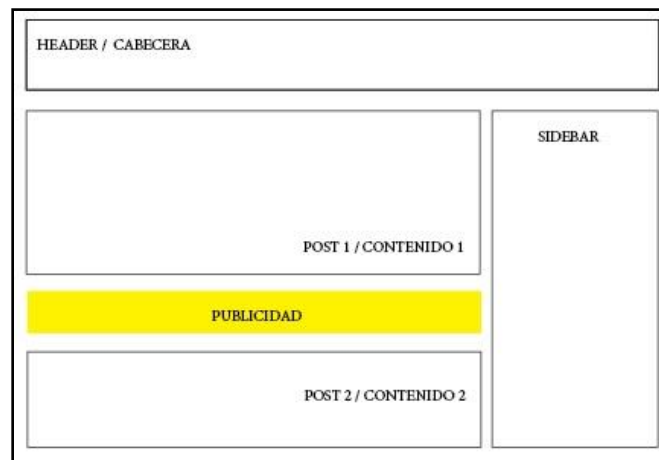 HEADER / CABECERA
SIDEBAR
POST 1 / CONTENIDO 1
PUBLICIDAD
POST 2 / CONTENIDO 2